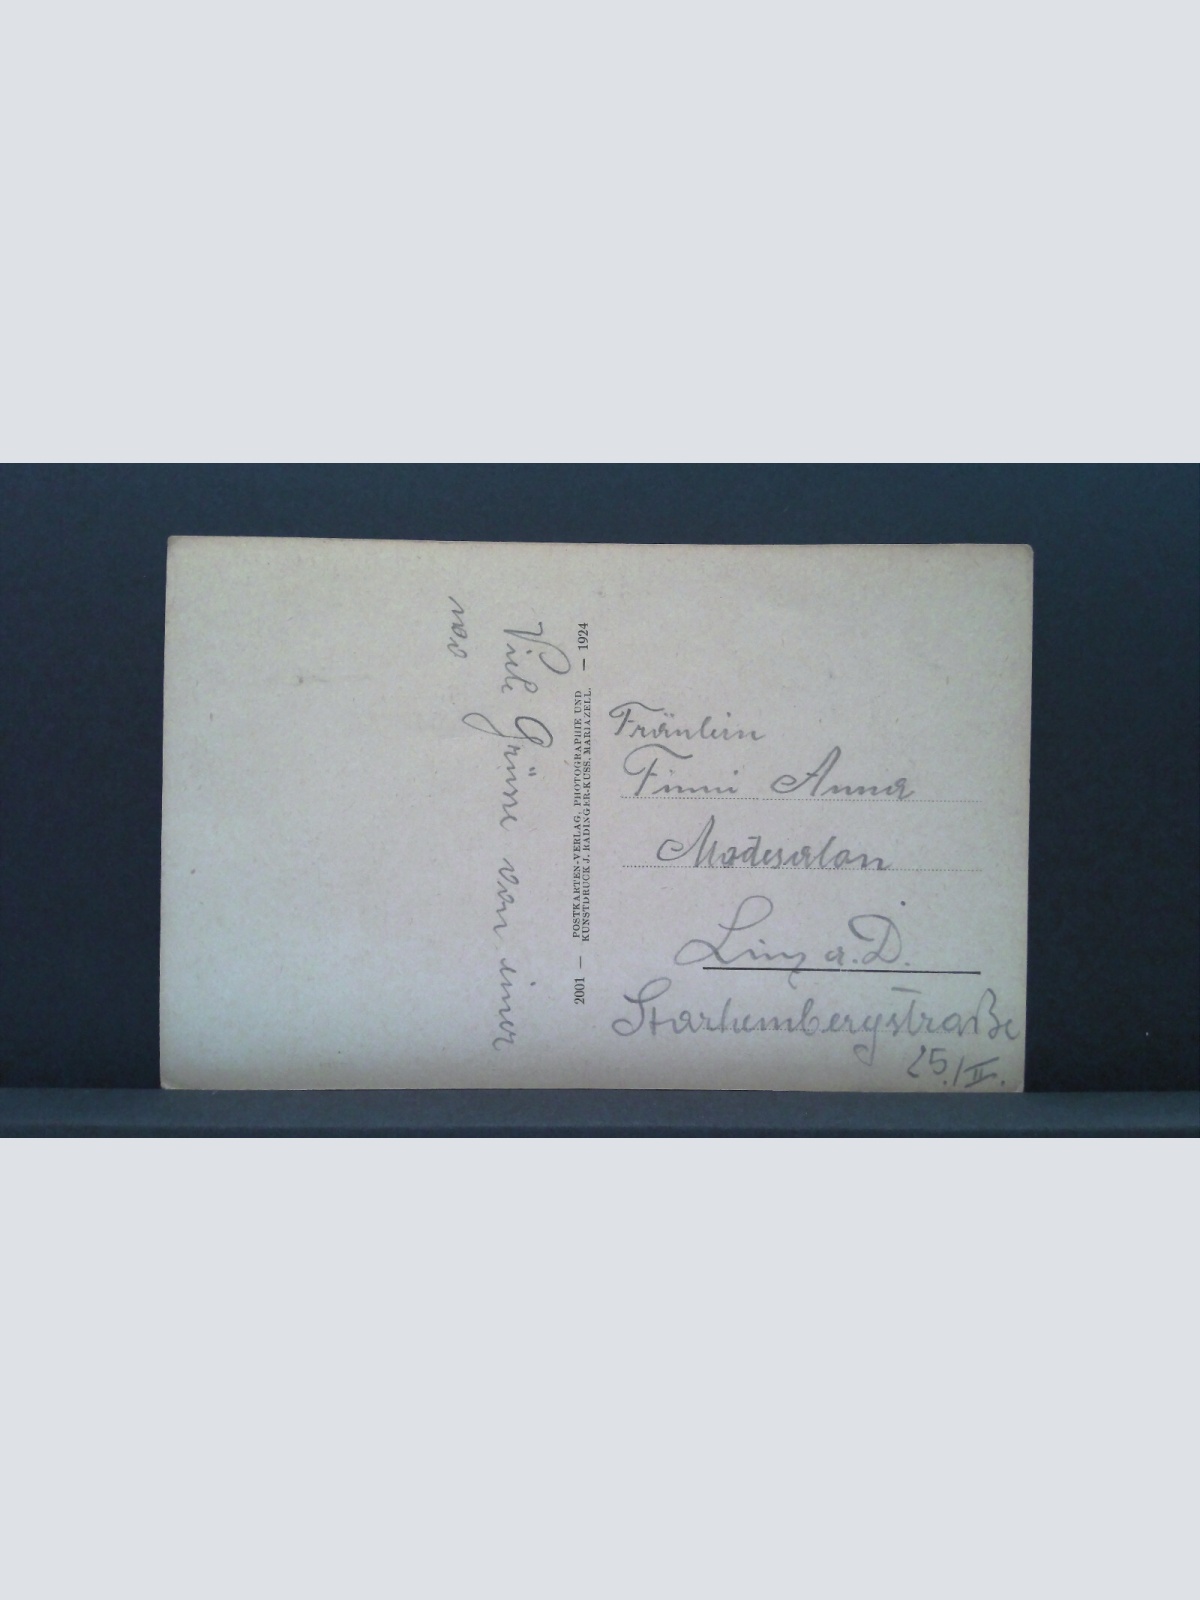 Viele Grüsse von einer
2001 — POSTKARTEN-VERLAG, PHOTOGRAPHIE UND — 1924
KUNSTDRUCK J. RADINGER-KUSS, MARIAZELL.
Fräulein
Finni Anna
Modesalon
Linz a. D.
Starhembergstraße
25./II.